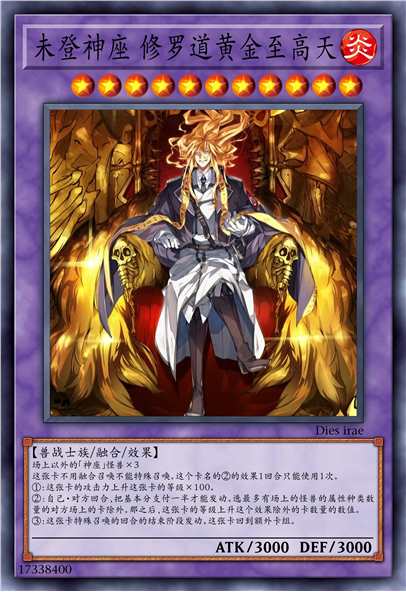 未登神座 修罗道黄金至高天
炎
Dies irae
【兽战士族/融合/效果】
场上以外的「神座」怪兽×3
这张卡不用融合召唤不能特殊召唤,这个卡名的②的效果1回合只能使用1次。
①:这张卡的攻击力上升这张卡的等级×100。
②:自己·对方回合,把基本分支付一半才能发动。选最多有场上的怪兽的属性种类数
量的对方场上的卡除外。那之后,这张卡的等级上升这个效果除外的卡数量的数值。
③:这张卡特殊召唤的回合的结束阶段发动。这张卡回到额外卡组。
ATK/3000 DEF/3000
17338400